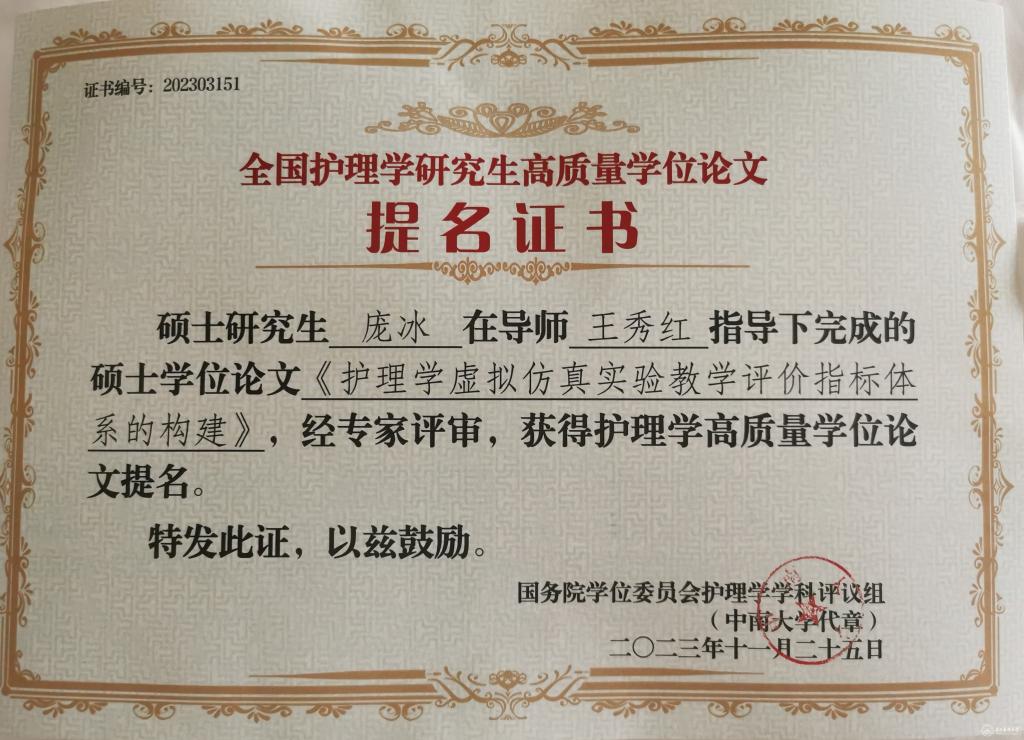 证书编号：202303151
全国护理学研究生高质量学位论文
提名证书
硕士研究生 庞冰 在导师 王秀红 指导下完成的
硕士学位论文《护理学虚拟仿真实验教学评价指标体
系的构建》，经专家评审，获得护理学高质量学位论
文提名。
特发此证，以兹鼓励。
国务院学位委员会护理学学科评议组
（中南大学代章）
二〇二三年十一月二十五日